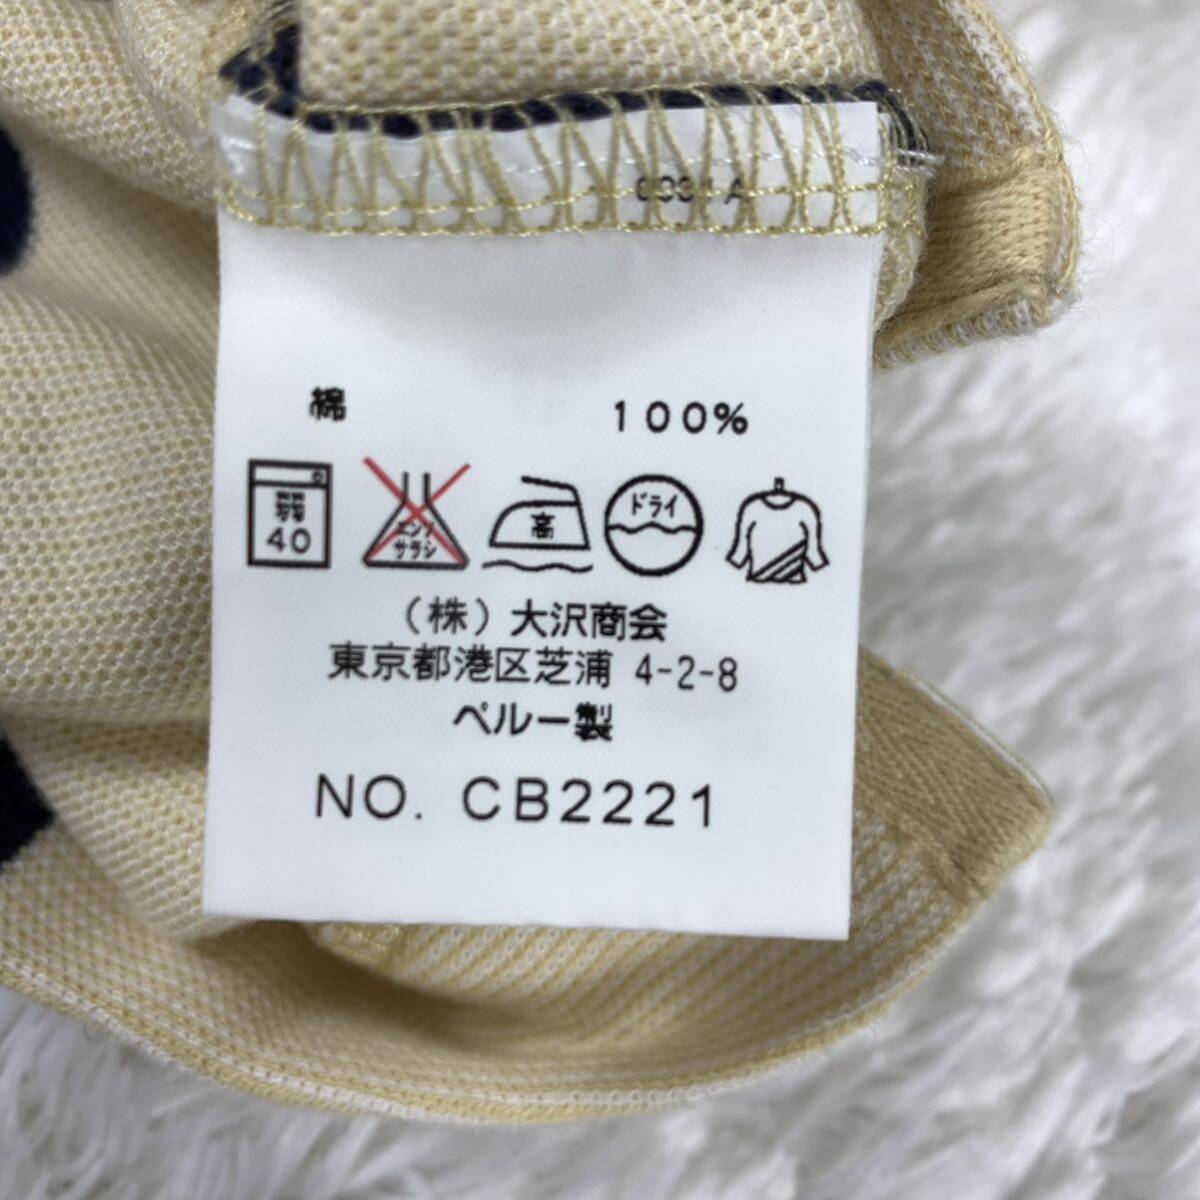 綿 100%
弱 40 エンソ サラシ 高 ドライ
（株）大沢商会
東京都港区芝浦 4-2-8
ペルー製
NO. CB2221